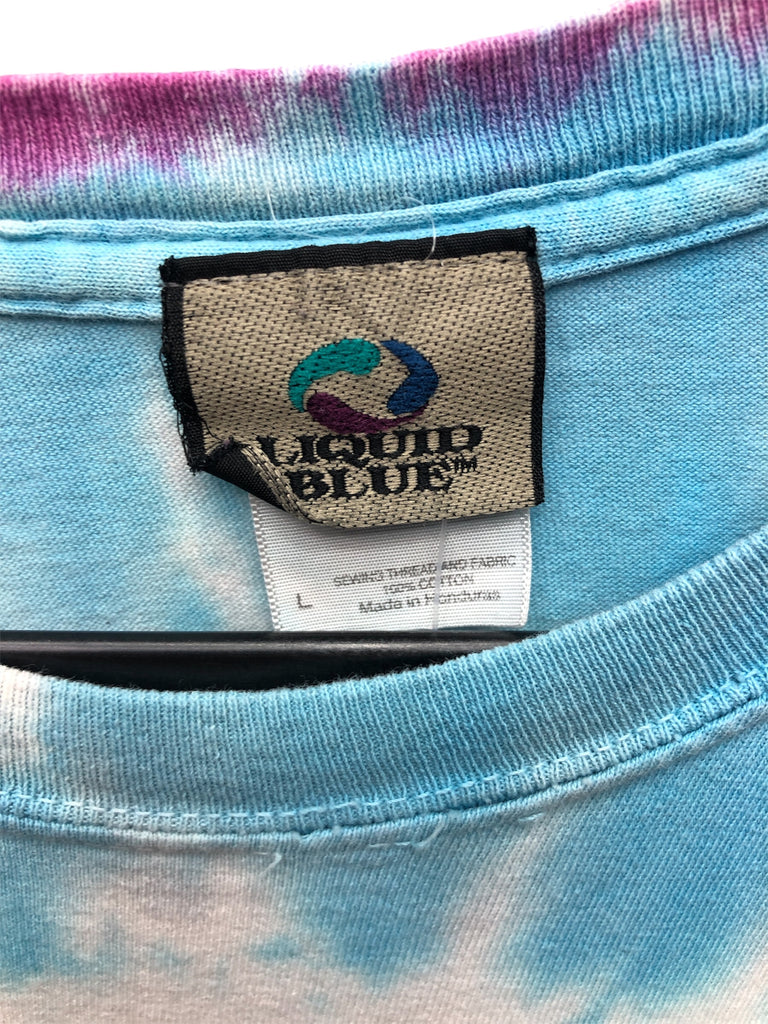 LIQUID
BLUE™
SEWING THREAD AND FABRIC
100% COTTON
L
Made in Honduras